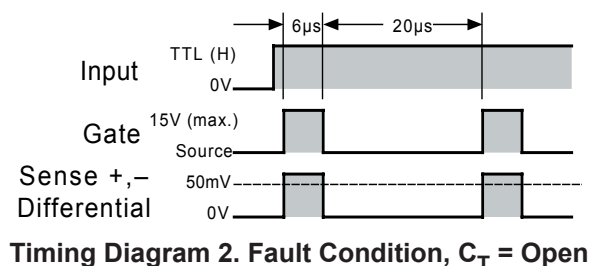 6µs 20µs
Input TTL (H)
0V
Gate 15V (max.)
Source
Sense +,–
Differential
50mV
0V
Timing Diagram 2. Fault Condition, C_T = Open